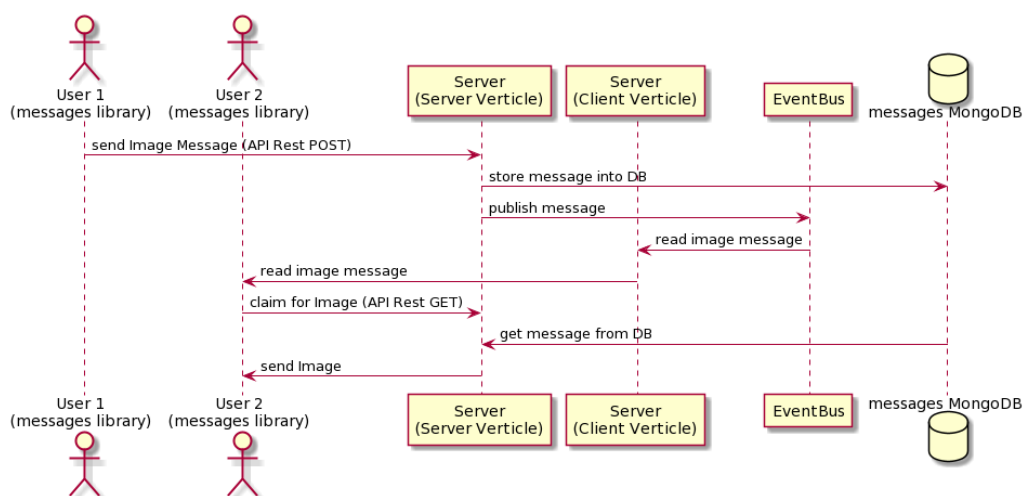 User 1
(messages library)
User 2
(messages library)
Server
(Server Verticle)
Server
(Client Verticle)
EventBus
messages MongoDB
send Image Message (API Rest POST)
store message into DB
publish message
read image message
read image message
claim for Image (API Rest GET)
get message from DB
send Image
User 1
(messages library)
User 2
(messages library)
Server
(Server Verticle)
Server
(Client Verticle)
EventBus
messages MongoDB